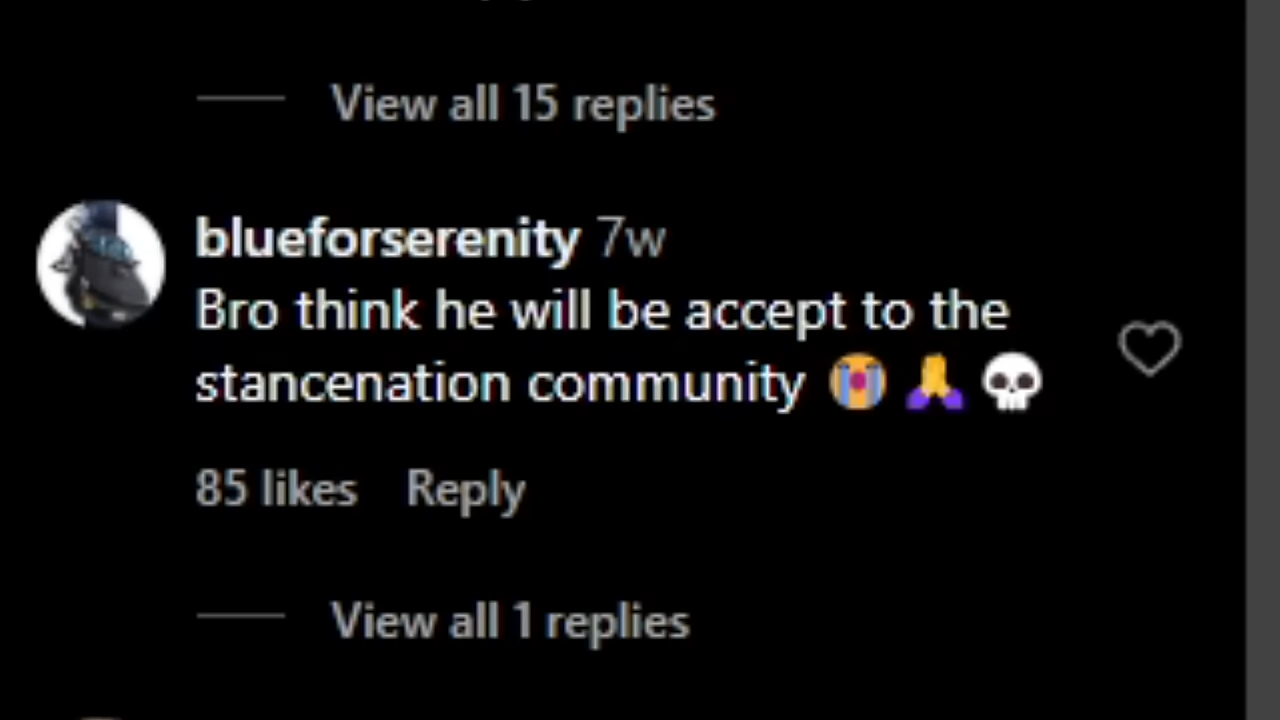 View all 15 replies
blueforserenity 7w
Bro think he will be accept to the
stancenation community 😭🙏💀
85 likes Reply
View all 1 replies